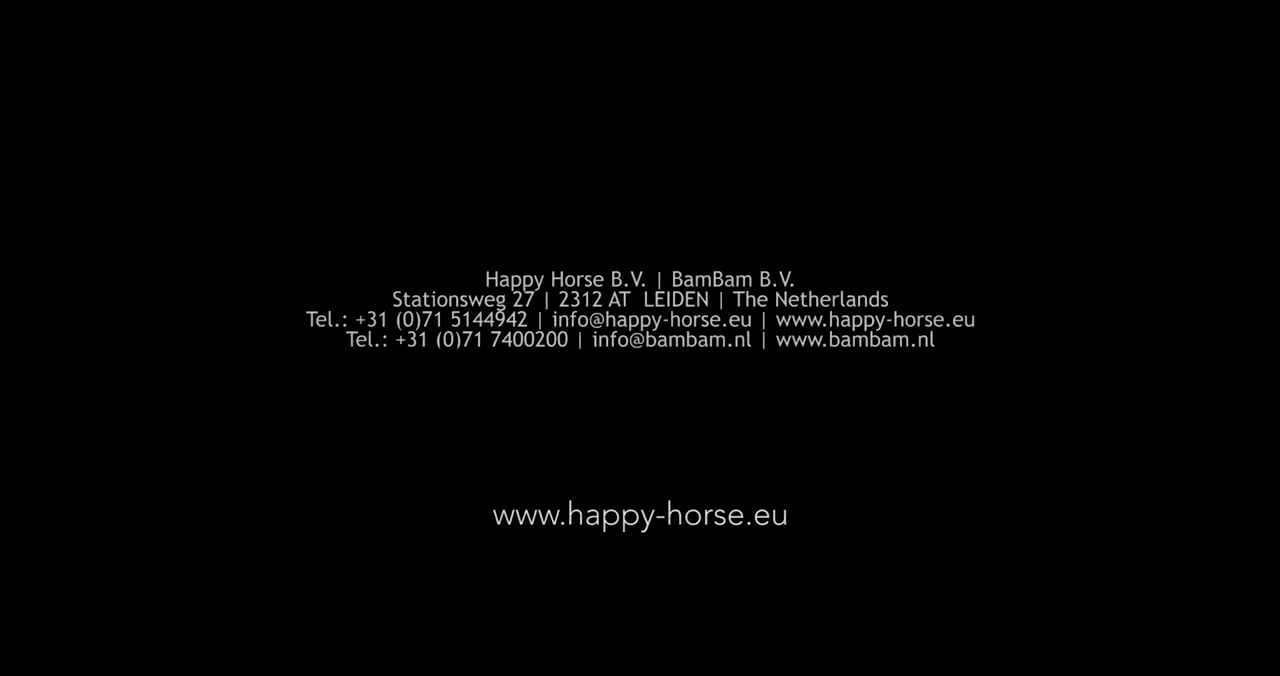 Happy Horse B.V. | BamBam B.V.
Stationsweg 27 | 2312 AT  LEIDEN | The Netherlands
Tel.: +31 (0)71 5144942 | info@happy-horse.eu | www.happy-horse.eu
Tel.: +31 (0)71 7400200 | info@bambam.nl | www.bambam.nl
www.happy-horse.eu